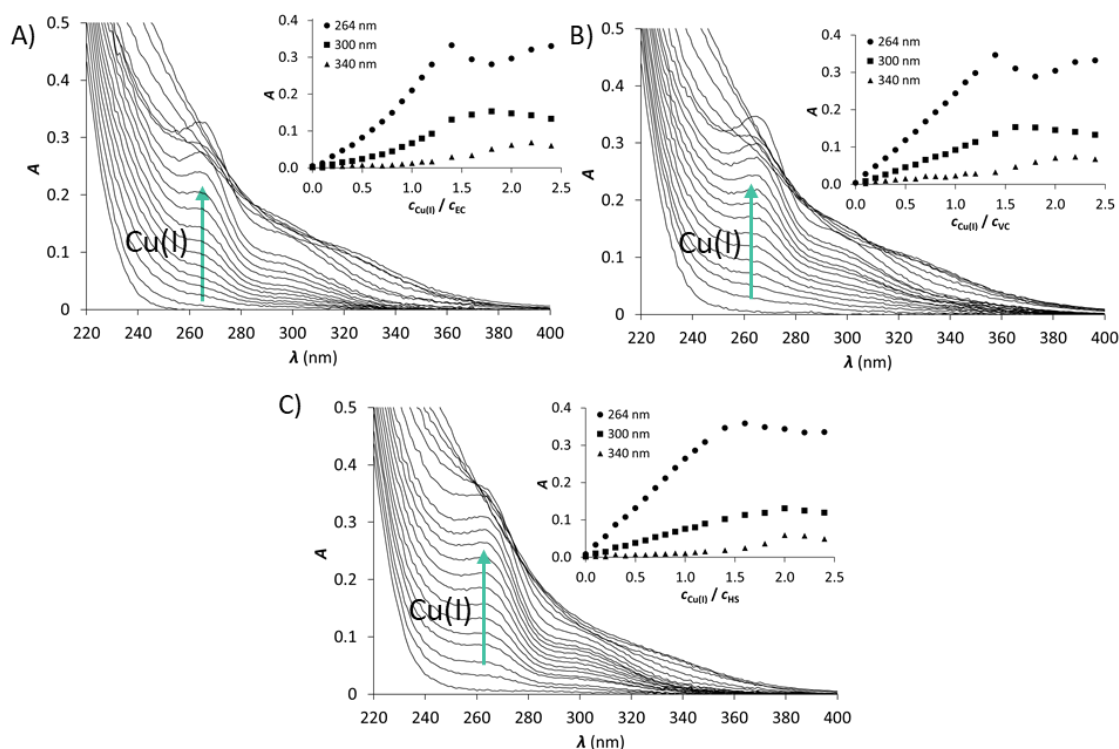 A)
0.5
0.4
0.3
0.2
0.1
0
A
220 240 260 280 300 320 340 360 380 400
λ (nm)
Cu(I)
0.4
0.3
0.2
0.1
0.0
A
● 264 nm
■ 300 nm
▲ 340 nm
0.0 0.5 1.0 1.5 2.0 2.5
cCu(I) / cEC
B)
0.5
0.4
0.3
0.2
0.1
0
A
220 240 260 280 300 320 340 360 380 400
λ (nm)
Cu(I)
0.4
0.3
0.2
0.1
0.0
A
● 264 nm
■ 300 nm
▲ 340 nm
0.0 0.5 1.0 1.5 2.0 2.5
cCu(I) / cVC
C)
0.5
0.4
0.3
0.2
0.1
0
A
220 240 260 280 300 320 340 360 380 400
λ (nm)
Cu(I)
0.4
0.3
0.2
0.1
0.0
A
● 264 nm
■ 300 nm
▲ 340 nm
0.0 0.5 1.0 1.5 2.0 2.5
cCu(I) / cHS